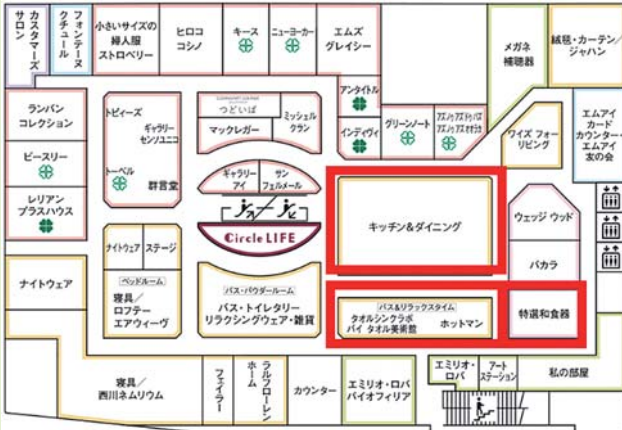 カスタマーズ
サロン
フォンテーヌ
クチュール
小さいサイズの
婦人服
ストロベリー
ヒロコ
コシノ
キース
ニューヨーカー
エムズ
グレイシー
メガネ
補聴器
絨毯・カーテン/
ジャハン
ランバン
コレクション
ピースリー
レリアン
プラスハウス
トビィーズ
ギャラリー
センソユニコ
トーベル
群言堂
つどいば
マックレガー
ミッシェル
クラン
アンタイトル
インディヴィ
グリーンノート
ワイズ フォー
リビング
エムアイ
カード
カウンター・
エムアイ
友の会
ギャラリー
アイ
サン
フェルメール
Circle LIFE
キッチン&ダイニング
ウェッジ ウッド
バカラ
ナイトウェア
ナイトウェア
ステージ
ベッドルーム
寝具/
ロフテー
エアウィーヴ
バス・パウダールーム
バス・トイレタリー
リラクシングウェア・雑貨
バス&リラックスタイム
タオルシンクラボ
バイ タオル美術館
ホットマン
特選和食器
寝具/
西川ネムリウム
フェイラー
ラルフローレン
ホーム
カウンター
エミリオ・ロバ
バイオフィリア
エミリオ・
ロバ
アート
ステーション
私の部屋